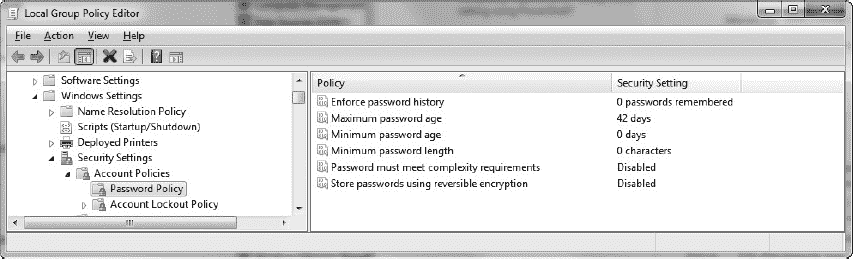 Local Group Policy Editor
File Action View Help
Policy Security Setting
Software Settings
Windows Settings
Name Resolution Policy
Scripts (Startup/Shutdown)
Deployed Printers
Security Settings
Account Policies
Password Policy
Account Lockout Policy
Enforce password history 0 passwords remembered
Maximum password age 42 days
Minimum password age 0 days
Minimum password length 0 characters
Password must meet complexity requirements Disabled
Store passwords using reversible encryption Disabled